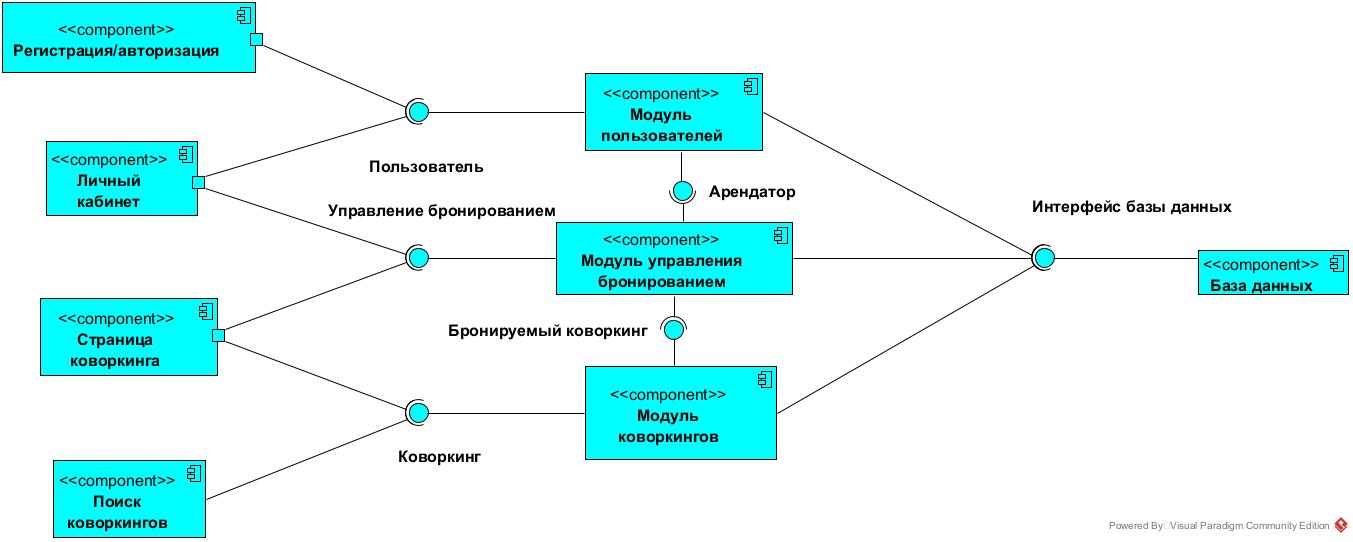 <<component>>
Регистрация/авторизация
<<component>>
Модуль
пользователей
<<component>>
Личный
кабинет
Пользователь
Арендатор
Управление бронированием
Интерфейс базы данных
<<component>>
Модуль управления
бронированием
<<component>>
База данных
<<component>>
Страница
коворкинга
Бронируемый коворкинг
<<component>>
Модуль
коворкингов
Коворкинг
<<component>>
Поиск
коворкингов
Powered By Visual Paradigm Community Edition